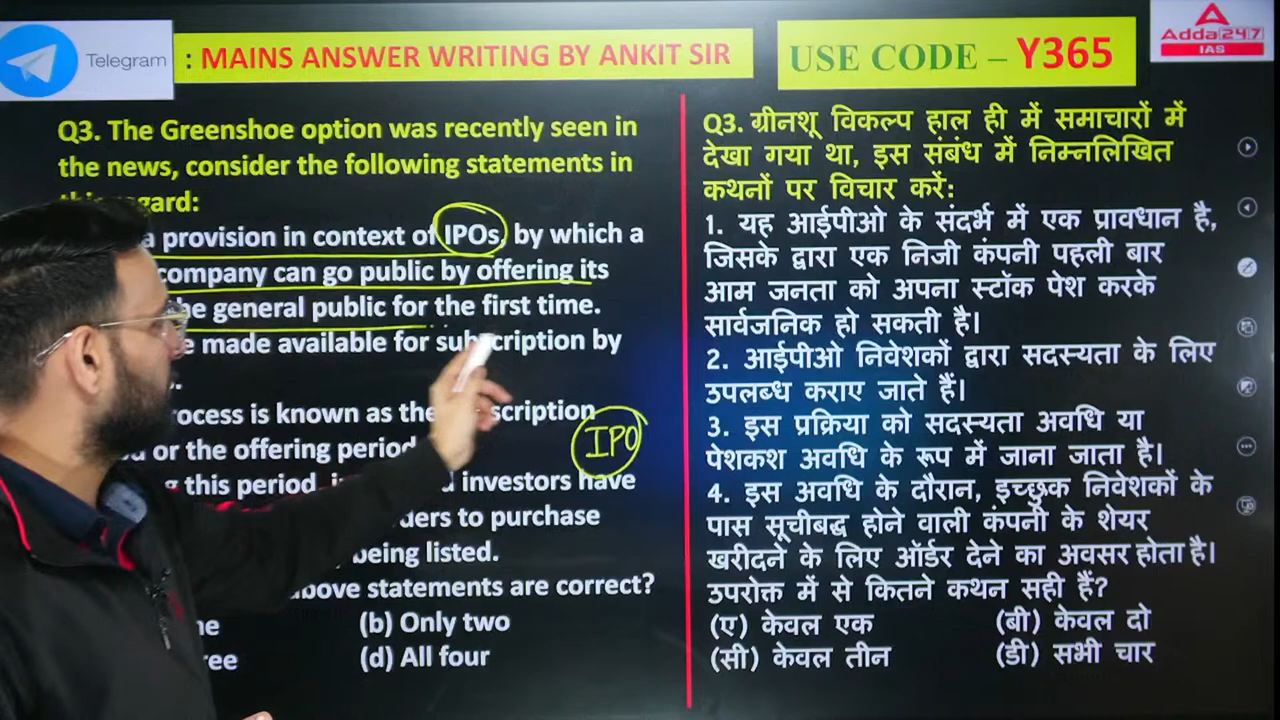 Telegram
: MAINS ANSWER WRITING BY ANKIT SIR
USE CODE – Y365
Adda247
IAS
Q3. The Greenshoe option was recently seen in
the news, consider the following statements in
this regard:
a provision in context of IPOs, by which a
company can go public by offering its
the general public for the first time.
made available for subscription by
process is known as the
or the offering period
this period, investors have
to purchase
being listed.
above statements are correct?
(b) Only two
(d) All four
IPO
Q3. ग्रीनशू विकल्प हाल ही में समाचारों में
देखा गया था, इस संबंध में निम्नलिखित
कथनों पर विचार करें:
1. यह आईपीओ के संदर्भ में एक प्रावधान है,
जिसके द्वारा एक निजी कंपनी पहली बार
आम जनता को अपना स्टॉक पेश करके
सार्वजनिक हो सकती है।
2. आईपीओ निवेशकों द्वारा सदस्यता के लिए
उपलब्ध कराए जाते हैं।
3. इस प्रक्रिया को सदस्यता अवधि या
पेशकश अवधि के रूप में जाना जाता है।
4. इस अवधि के दौरान, इच्छुक निवेशकों के
पास सूचीबद्ध होने वाली कंपनी के शेयर
खरीदने के लिए ऑर्डर देने का अवसर होता है।
उपरोक्त में से कितने कथन सही हैं?
(ए) केवल एक (बी) केवल दो
(सी) केवल तीन (डी) सभी चार